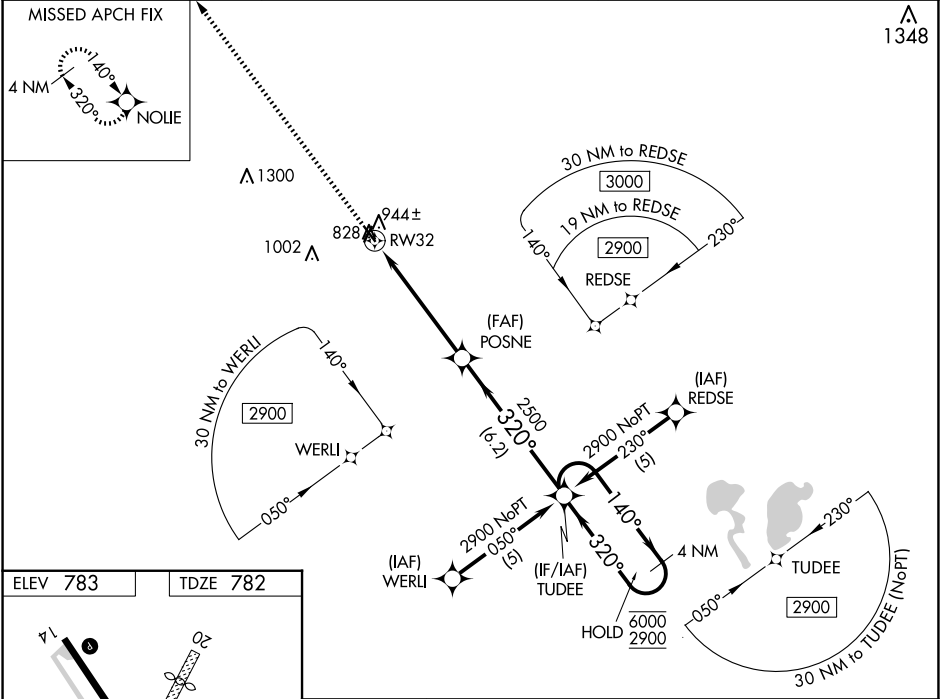 MISSED APCH FIX
140°
4 NM
320°
NOLIE
1348
1300
944±
828
RW32
1002
30 NM to REDSE
3000
19 NM to REDSE
2900
140°
230°
REDSE
(FAF)
POSNE
30 NM to WERLI
140°
2900
WERLI
050°
2500
320°
(6.2)
(IAF)
REDSE
2900 NoPT
230°
(5)
2900 NoPT
050°
(5)
(IAF)
WERLI
(IF/IAF)
TUDEE
140°
320°
4 NM
HOLD
6000
2900
230°
TUDEE
050°
2900
30 NM to TUDEE (NoPT)
ELEV 783
TDZE 782
14
P
20